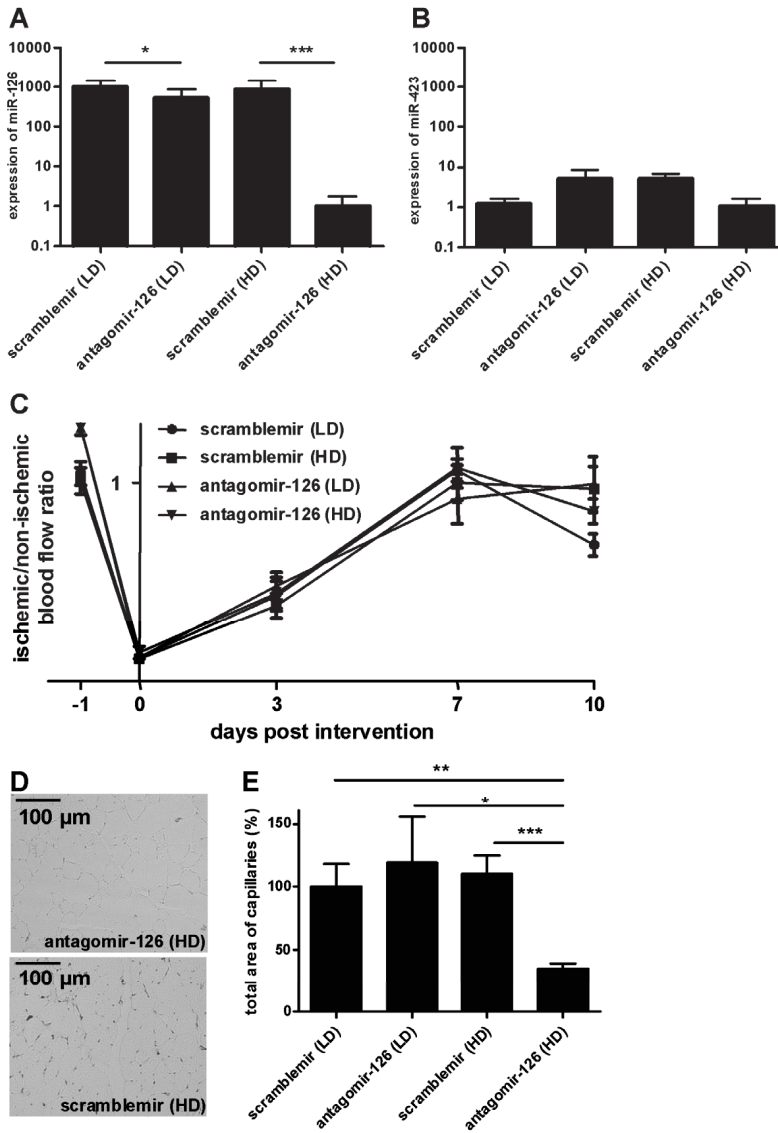 A
expression of miR-126
10000
1000
100
10
1
0.1
*
***
scramblemir (LD)
antagomir-126 (LD)
scramblemir (HD)
antagomir-126 (HD)
B
expression of miR-423
10000
1000
100
10
1
0.1
scramblemir (LD)
antagomir-126 (LD)
scramblemir (HD)
antagomir-126 (HD)
C
ischemic/non-ischemic
blood flow ratio
1
scramblemir (LD)
scramblemir (HD)
antagomir-126 (LD)
antagomir-126 (HD)
-1
0
3
7
10
days post intervention
D
100 µm
antagomir-126 (HD)
100 µm
scramblemir (HD)
E
total area of capillaries (%)
150
100
50
0
**
*
***
scramblemir (LD)
antagomir-126 (LD)
scramblemir (HD)
antagomir-126 (HD)